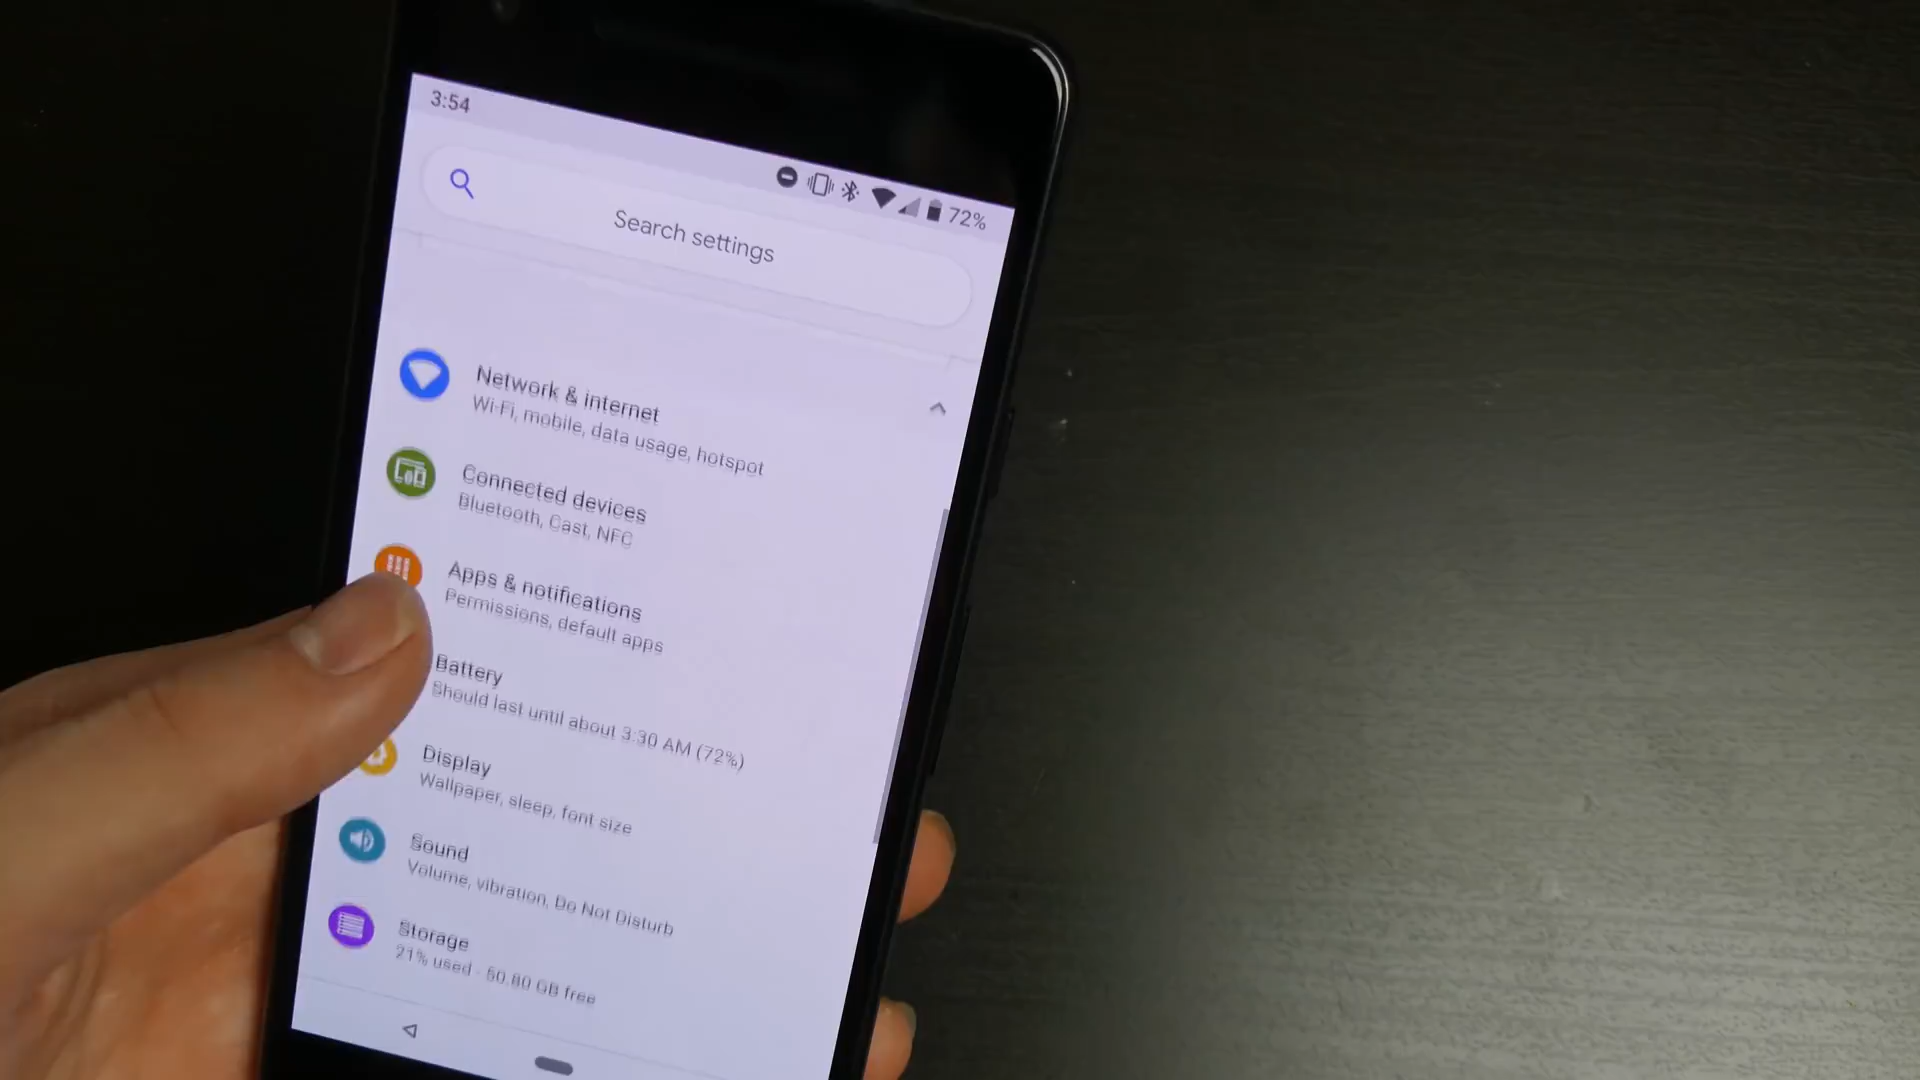 3:54
72%
Search settings
Network & internet
Wi-Fi, mobile, data usage, hotspot
Connected devices
Bluetooth, Cast, NFC
Apps & notifications
Permissions, default apps
Battery
Should last until about 3:30 AM (72%)
Display
Wallpaper, sleep, font size
Sound
Volume, vibration, Do Not Disturb
Storage
21% used - 50.80 GB free